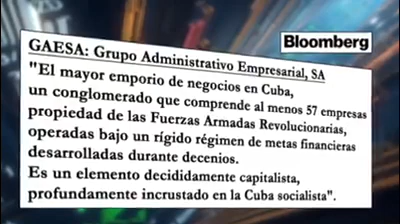 Bloomberg
GAESA: Grupo Administrativo Empresarial, SA
"El mayor emporio de negocios en Cuba,
un conglomerado que comprende al menos 57 empresas
propiedad de las Fuerzas Armadas Revolucionarias,
operadas bajo un rígido régimen de metas financieras
desarrolladas durante decenios.
Es un elemento decididamente capitalista,
profundamente incrustado en la Cuba socialista".